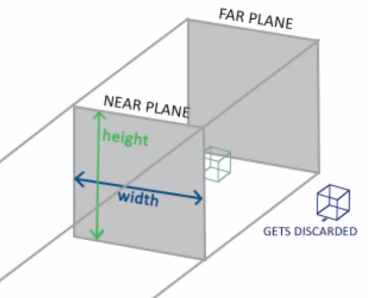 FAR PLANE
NEAR PLANE
height
width
GETS DISCARDED